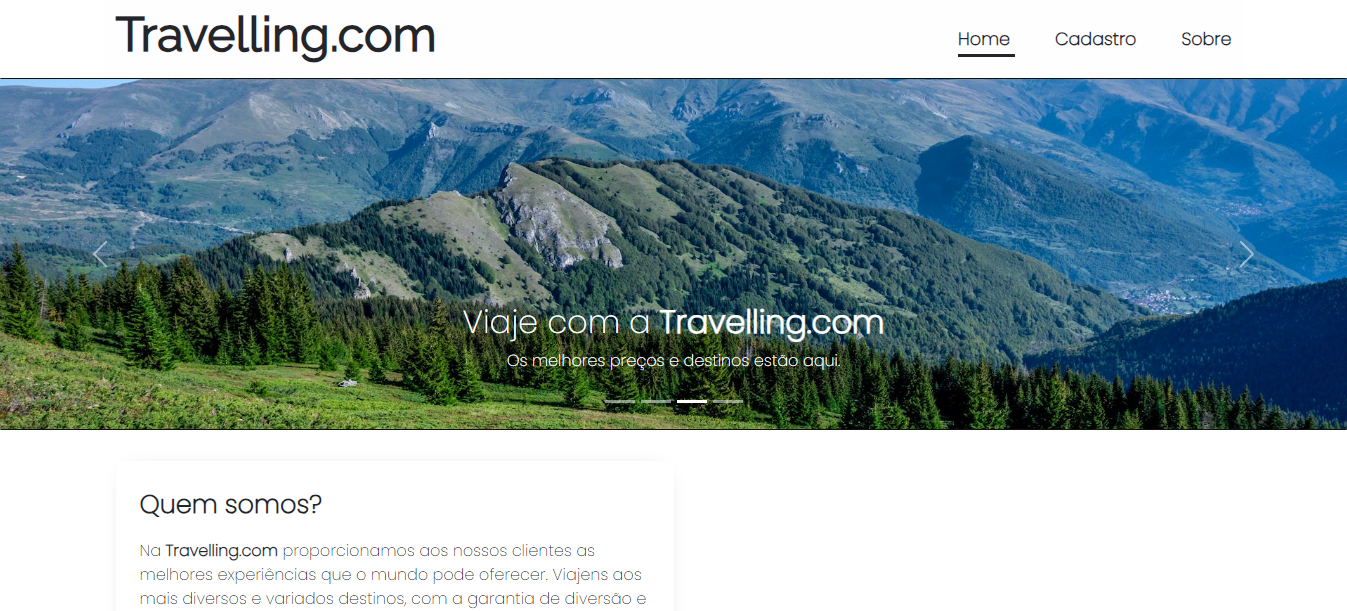 Travelling.com
Home Cadastro Sobre
Viaje com a Travelling.com
Os melhores preços e destinos estão aqui.
Quem somos?
Na Travelling.com proporcionamos aos nossos clientes as
melhores experiências que o mundo pode oferecer. Viajens aos
mais diversos e variados destinos, com a garantia de diversão e